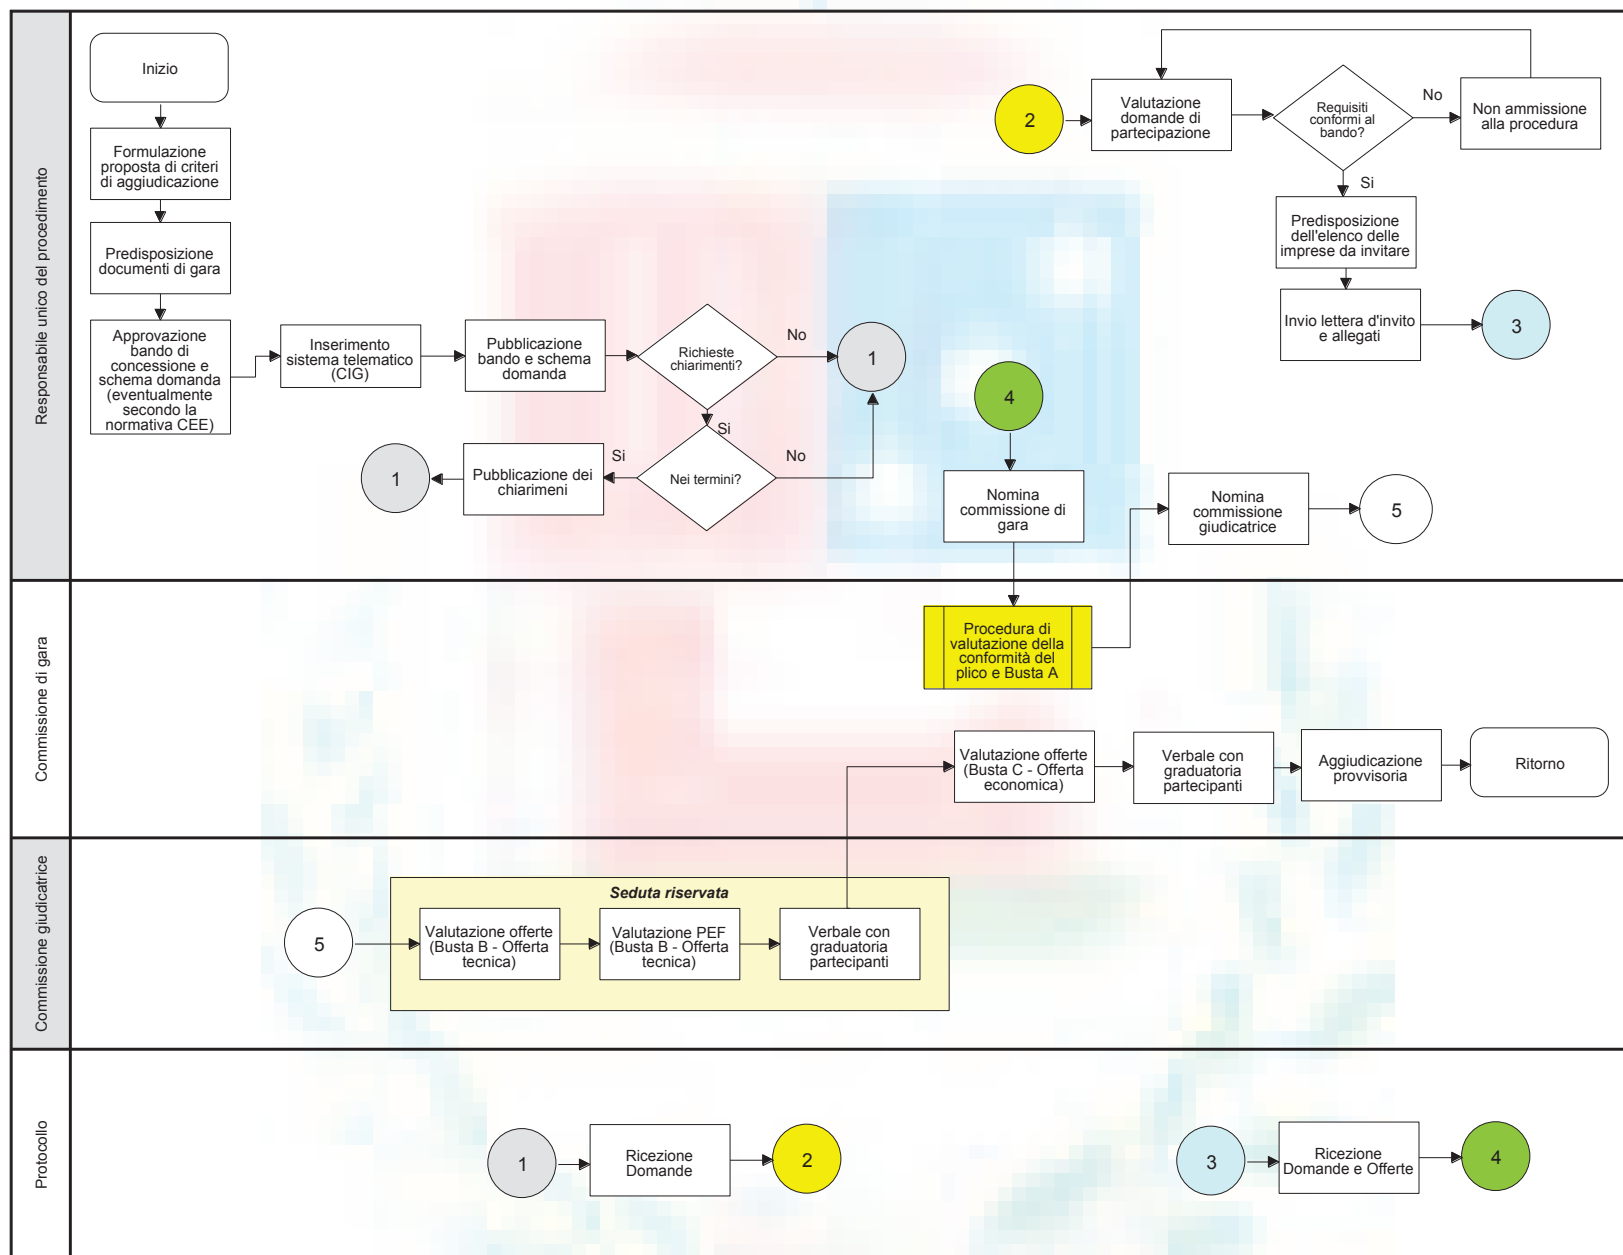 Responsabile unico del procedimento
Inizio
Formulazione
proposta di criteri
di aggiudicazione
Predisposizione
documenti di gara
Approvazione
bando di
concessione e
schema domanda
(eventualmente
secondo la
normativa CEE)
Inserimento
sistema telematico
(CIG)
Pubblicazione
bando e schema
domanda
Richieste
chiarimenti?
No
1
Si
Nei termini?
No
Si
Pubblicazione dei
chiarimeni
1
2
Valutazione
domande di
partecipazione
Requisiti
conformi al
bando?
No
Non ammissione
alla procedura
Si
Predisposizione
dell'elenco delle
imprese da invitare
Invio lettera d'invito
e allegati
3
4
Nomina
commissione di
gara
Nomina
commissione
giudicatrice
5
Commissione di gara
Procedura di
valutazione della
conformità del
plico e Busta A
Valutazione offerte
(Busta C - Offerta
economica)
Verbale con
graduatoria
partecipanti
Aggiudicazione
provvisoria
Ritorno
Commissione giudicatrice
5
Seduta riservata
Valutazione offerte
(Busta B - Offerta
tecnica)
Valutazione PEF
(Busta B - Offerta
tecnica)
Verbale con
graduatoria
partecipanti
Protocollo
1
Ricezione
Domande
2
3
Ricezione
Domande e Offerte
4